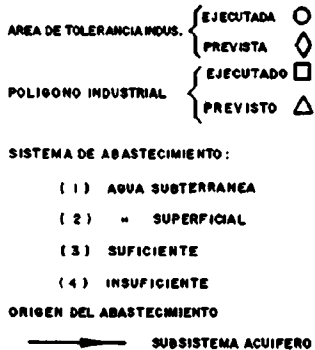 EJECUTADA
AREA DE TOLERANCIA INDUS.
PREVISTA
EJECUTADO
POLIGONO INDUSTRIAL
PREVISTO
SISTEMA DE ABASTECIMIENTO:
(1) AGUA SUBTERRANEA
(2) " SUPERFICIAL
(3) SUFICIENTE
(4) INSUFICIENTE
ORIGEN DEL ABASTECIMIENTO
SUBSISTEMA ACUIFERO